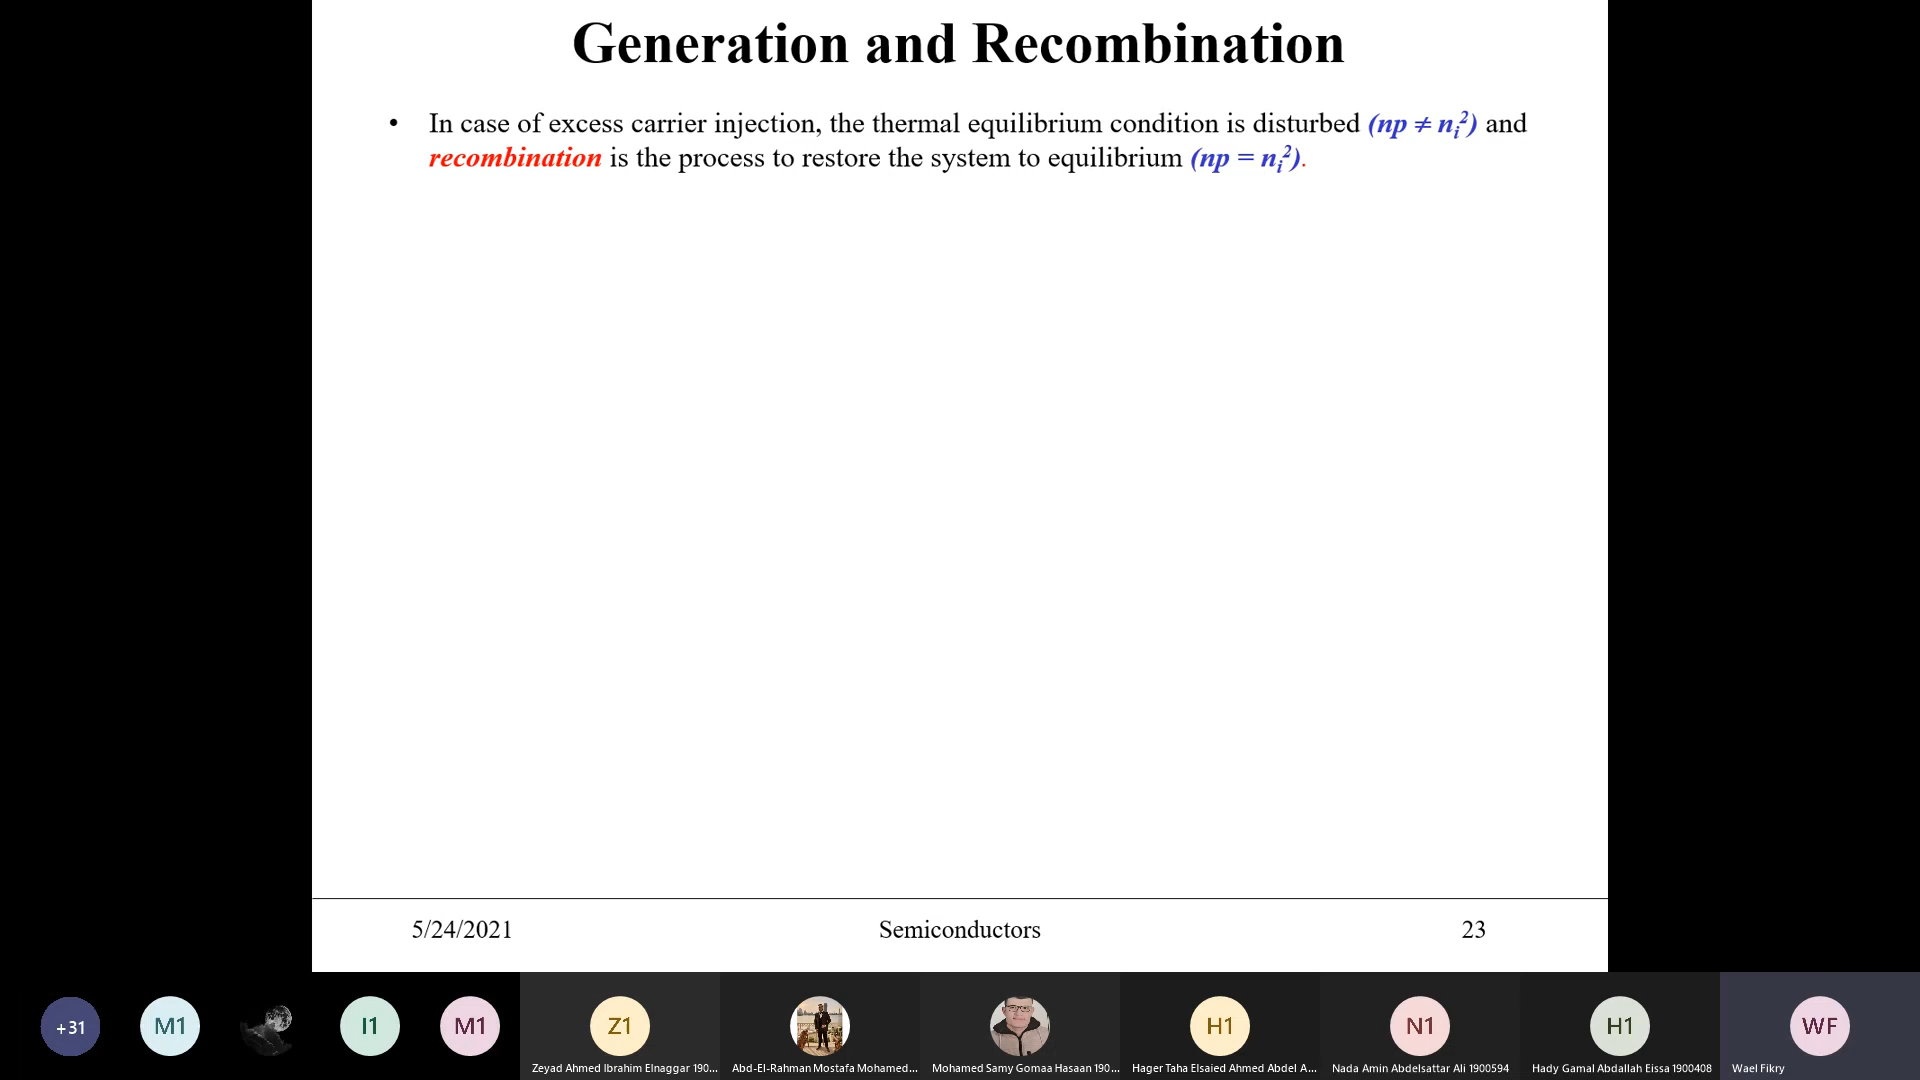 Generation and Recombination
• In case of excess carrier injection, the thermal equilibrium condition is disturbed (np ≠ nᵢ²) and
recombination is the process to restore the system to equilibrium (np = nᵢ²).
5/24/2021 Semiconductors 23
+31 M1 I1 M1 Z1 H1 N1 H1 WF
Zeyad Ahmed Ibrahim Elnaggar 190... Abd-El-Rahman Mostafa Mohamed... Mohamed Samy Gomaa Hasaan 190... Hager Taha Elsaied Ahmed Abdel A... Nada Amin Abdelsattar Ali 1900594 Hady Gamal Abdallah Eissa 1900408 Wael Fikry